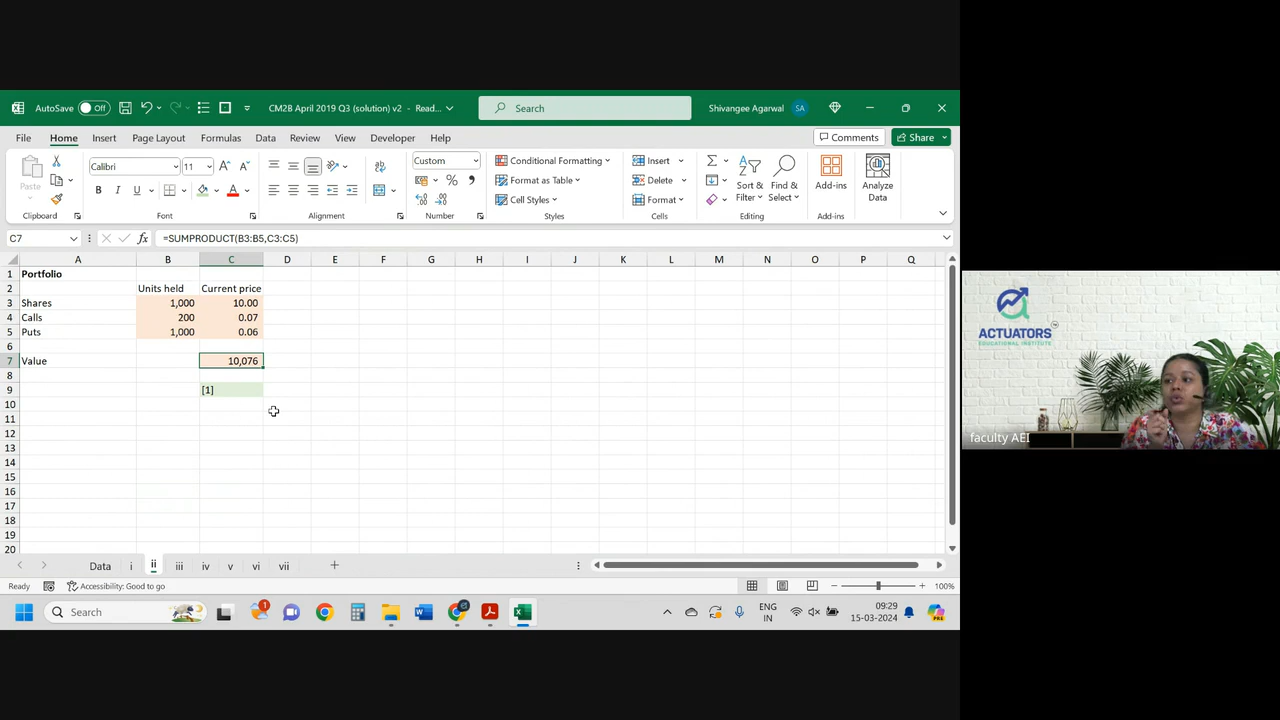 AutoSave Off CM2B April 2019 Q3 (solution) v2 - Read... Search Shivangee Agarwal SA
File Home Insert Page Layout Formulas Data Review View Developer Help Comments Share
Paste Calibri 11 A A ab Custom Conditional Formatting Insert Σ Sort & Filter Find & Select Add-ins Analyze Data
B I U A % , Format as Table Delete
Cell Styles Format
Clipboard Font Alignment Number Styles Cells Editing Add-ins
C7 fx =SUMPRODUCT(B3:B5,C3:C5)
A B C D E F G H I J K L M N O P Q
1 Portfolio
2 Units held Current price
3 Shares 1,000 10.00
4 Calls 200 0.07
5 Puts 1,000 0.06
6
7 Value 10,076
8
9 [1]
10
11
12
13
14
15
16
17
18
19
20
Data i ii iii iv v vi vii +
Ready Accessibility: Good to go 100%
Search 1 ENG IN 09:29 15-03-2024
ACTUATORS
EDUCATIONAL INSTITUTE
faculty AEI